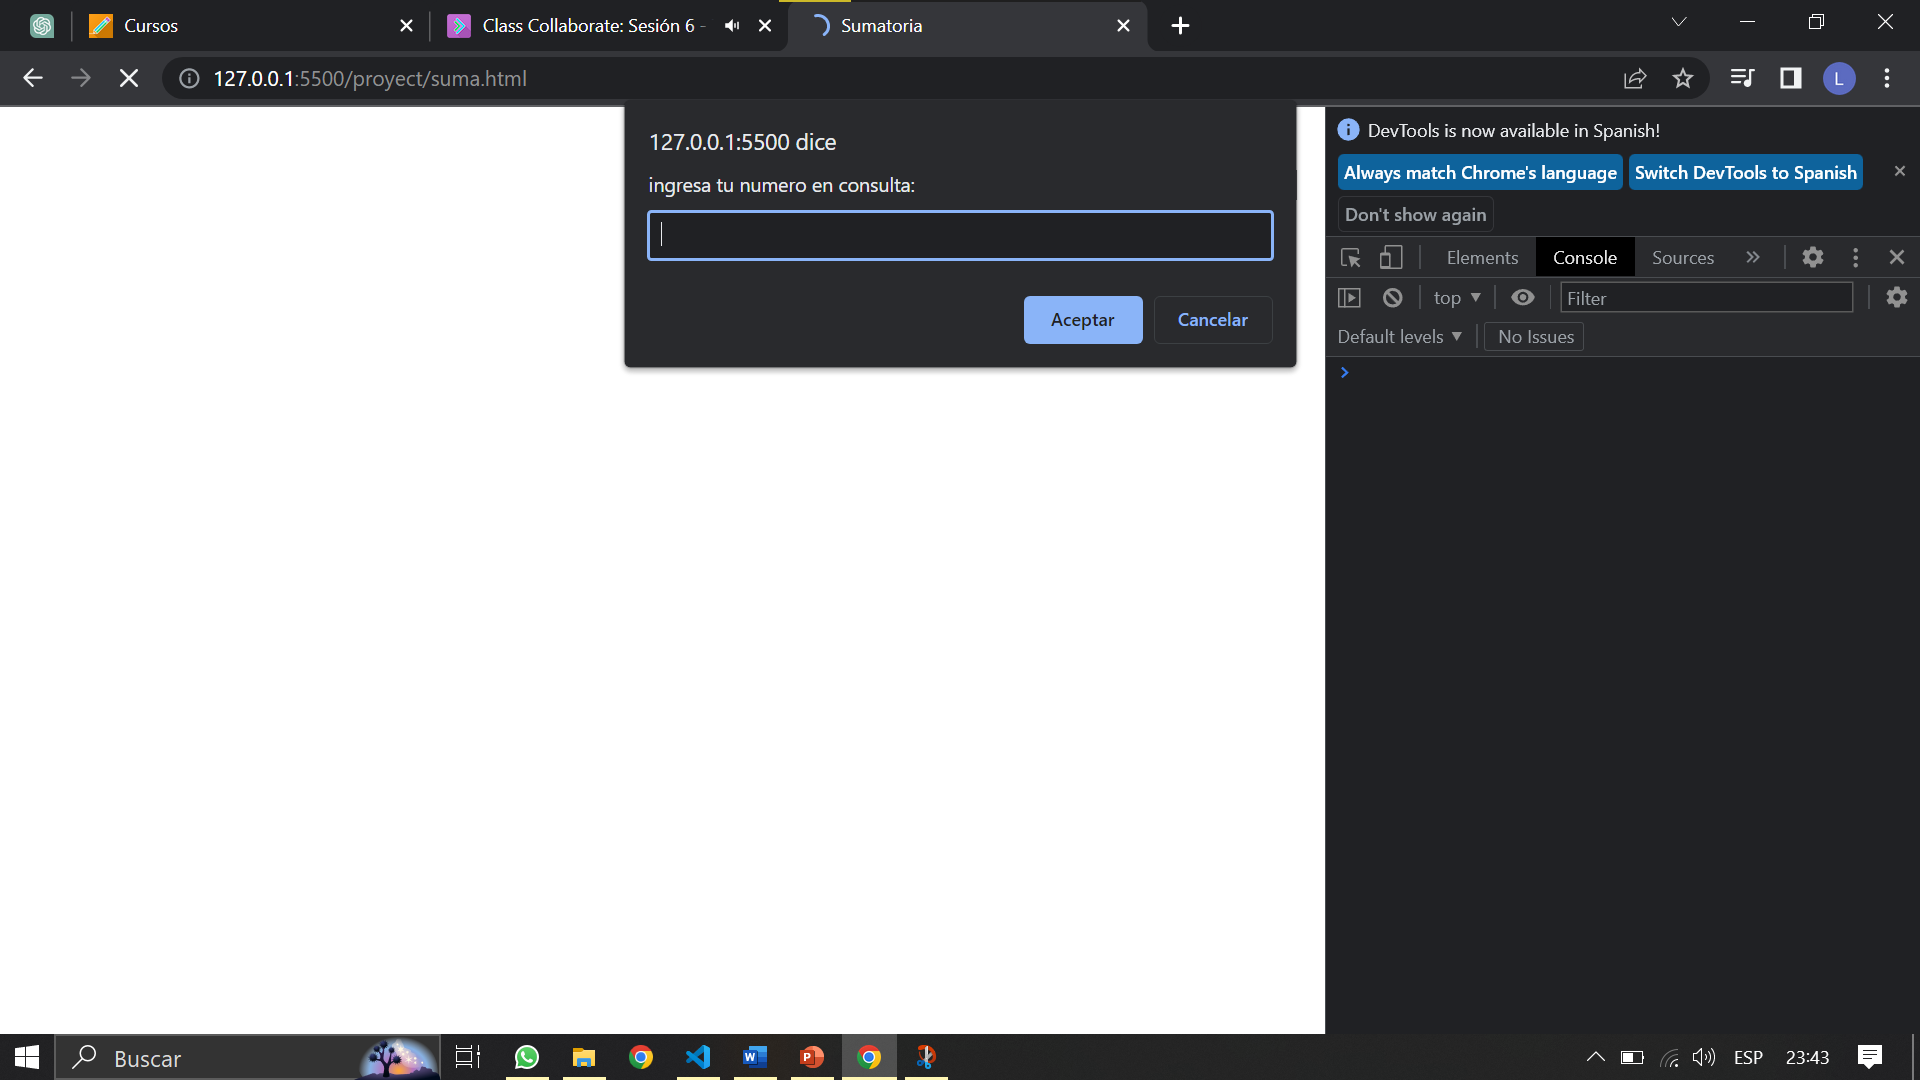 Cursos
Class Collaborate: Sesión 6 -
Sumatoria
127.0.0.1:5500/proyect/suma.html
L
127.0.0.1:5500 dice
ingresa tu numero en consulta:
Aceptar
Cancelar
DevTools is now available in Spanish!
Always match Chrome's language
Switch DevTools to Spanish
Don't show again
Elements
Console
Sources
top
Filter
Default levels
No Issues
Buscar
ESP
23:43